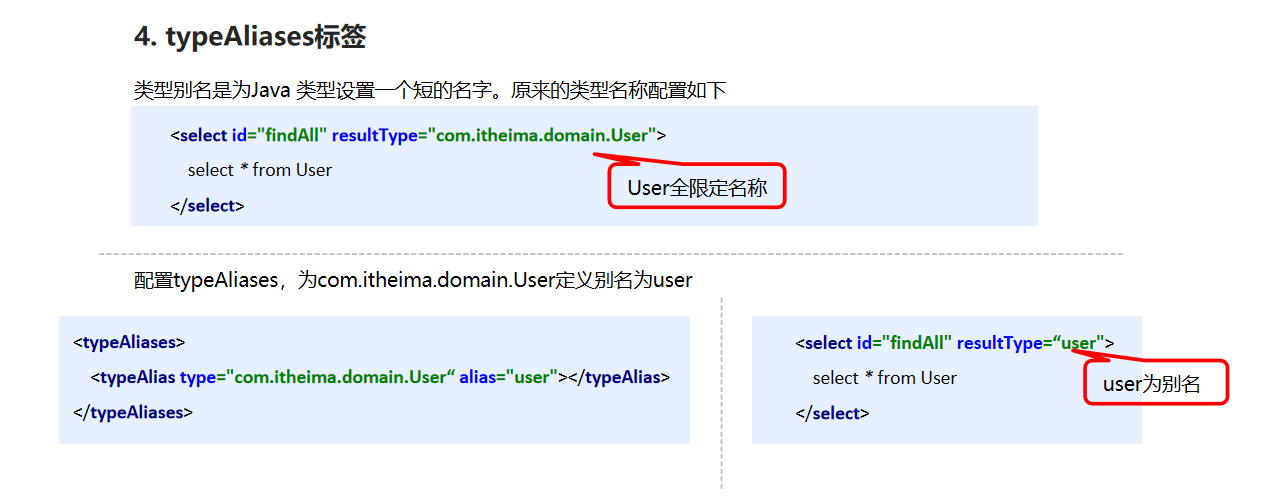 4. typeAliases标签
类型别名是为Java 类型设置一个短的名字。原来的类型名称配置如下
<select id="findAll" resultType="com.itheima.domain.User">
select * from User
</select>
User全限定名称
配置typeAliases，为com.itheima.domain.User定义别名为user
<typeAliases>
<typeAlias type="com.itheima.domain.User“ alias="user"></typeAlias>
</typeAliases>
<select id="findAll" resultType=“user">
select * from User
</select>
user为别名